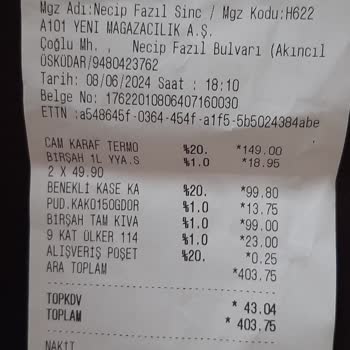 Mgz Adı:Necip Fazıl Sinc / Mgz Kodu:H622
A101 YENİ MAGAZACILIK A.Ş.
Çoğlu Mh. , Necip Fazıl Bulvarı (Akıncıl
ÜSKÜDAR/9480423762
Tarih: 08/06/2024 Saat : 18:10
Belge No: 17622010806407160030
ETTN :a548645f-0364-454f-a1f5-5b5024384abe
CAM KARAF TERMO %20. *149.00
BIRŞAH 1L YYA.S %1.0 *18.95
2 X 49.90
BENEKLİ KASE KA %20. *99.80
PUD.KAKO150GDOR %1.0 *13.75
BIRŞAH TAM KIVA %1.0 *99.00
9 KAT ÜLKER 114 %1.0 *23.00
ALIŞVERİŞ POŞET %20. *0.25
ARA TOPLAM *403.75
TOPKDV * 43.04
TOPLAM * 403.75
NAKİT